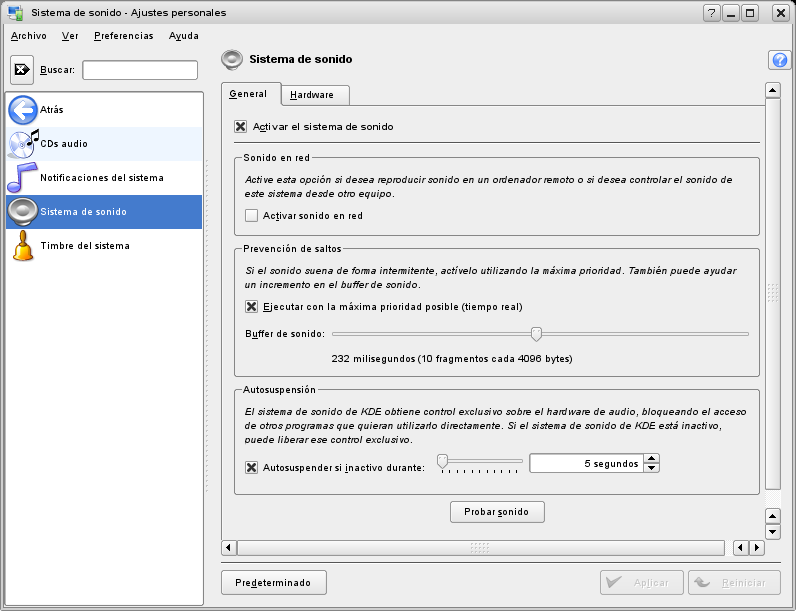 Sistema de sonido - Ajustes personales
Archivo Ver Preferencias Ayuda
Buscar:
Atrás
CDs audio
Notificaciones del sistema
Sistema de sonido
Timbre del sistema
Sistema de sonido
General Hardware
Activar el sistema de sonido
Sonido en red
Active esta opción si desea reproducir sonido en un ordenador remoto o si desea controlar el sonido de
este sistema desde otro equipo.
Activar sonido en red
Prevención de saltos
Si el sonido suena de forma intermitente, actívelo utilizando la máxima prioridad. También puede ayudar
un incremento en el buffer de sonido.
Ejecutar con la máxima prioridad posible (tiempo real)
Buffer de sonido:
232 milisegundos (10 fragmentos cada 4096 bytes)
Autosuspensión
El sistema de sonido de KDE obtiene control exclusivo sobre el hardware de audio, bloqueando el acceso
de otros programas que quieran utilizarlo directamente. Si el sistema de sonido de KDE está inactivo,
puede liberar ese control exclusivo.
Autosuspender si inactivo durante: 5 segundos
Probar sonido
Predeterminado Aplicar Reiniciar